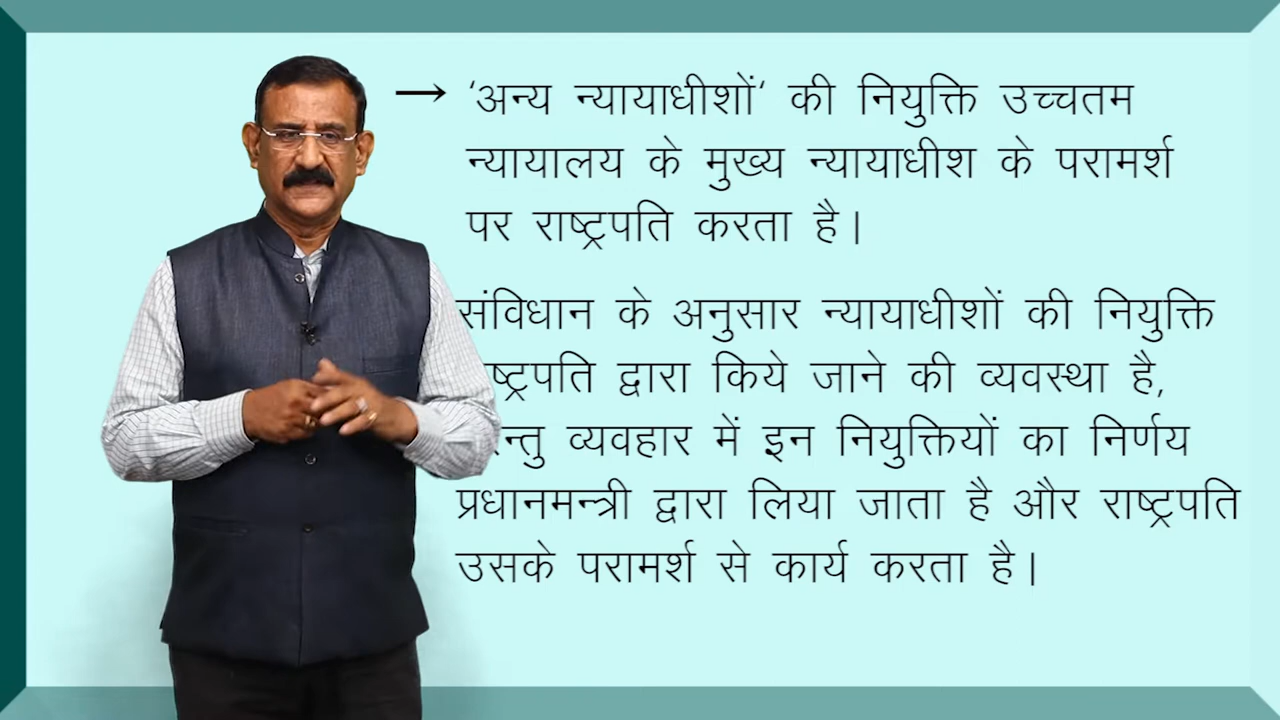 → ‘अन्य न्यायाधीशों‘ की नियुक्ति उच्चतम
न्यायालय के मुख्य न्यायाधीश के परामर्श
पर राष्ट्रपति करता है।
संविधान के अनुसार न्यायाधीशों की नियुक्ति
द्वारा किये जाने की व्यवस्था है,
व्यवहार में इन नियुक्तियों का निर्णय
प्रधानमन्त्री द्वारा लिया जाता है और राष्ट्रपति
उसके परामर्श से कार्य करता है।